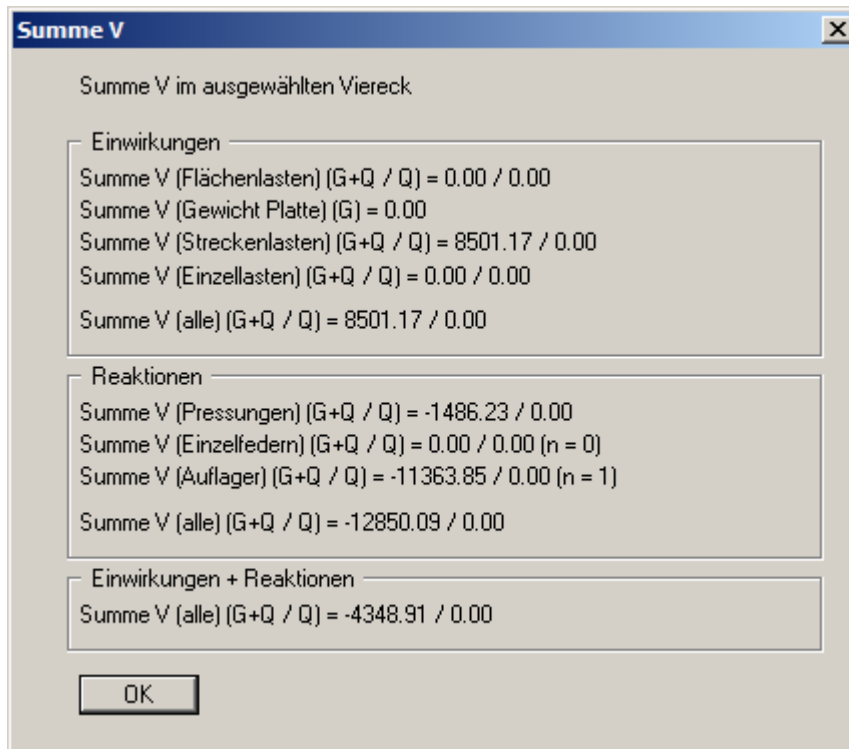 Summe V
Summe V im ausgewählten Viereck
Einwirkungen
Summe V (Flächenlasten) (G+Q / Q) = 0.00 / 0.00
Summe V (Gewicht Platte) (G) = 0.00
Summe V (Streckenlasten) (G+Q / Q) = 8501.17 / 0.00
Summe V (Einzellasten) (G+Q / Q) = 0.00 / 0.00
Summe V (alle) (G+Q / Q) = 8501.17 / 0.00
Reaktionen
Summe V (Pressungen) (G+Q / Q) = -1486.23 / 0.00
Summe V (Einzelfedern) (G+Q / Q) = 0.00 / 0.00 (n = 0)
Summe V (Auflager) (G+Q / Q) = -11363.85 / 0.00 (n = 1)
Summe V (alle) (G+Q / Q) = -12850.09 / 0.00
Einwirkungen + Reaktionen
Summe V (alle) (G+Q / Q) = -4348.91 / 0.00
OK